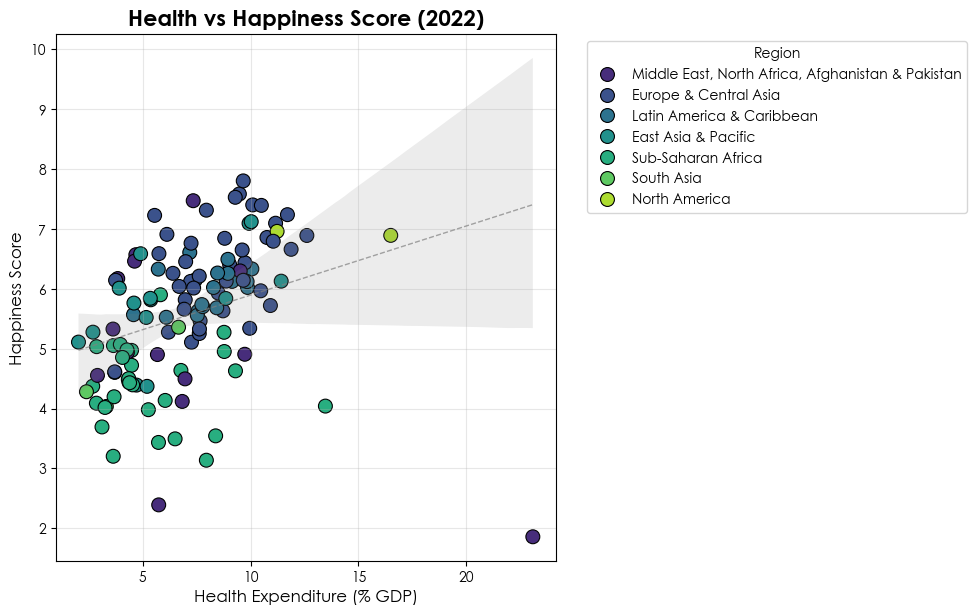 Health vs Happiness Score (2022)
10
9
8
7
6
5
4
3
2
Happiness Score
5
10
15
20
Health Expenditure (% GDP)
Region
Middle East, North Africa, Afghanistan & Pakistan
Europe & Central Asia
Latin America & Caribbean
East Asia & Pacific
Sub-Saharan Africa
South Asia
North America